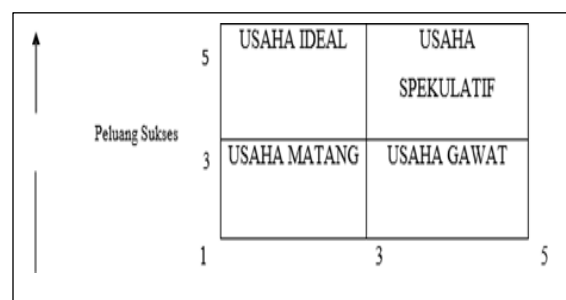 USAHA IDEAL
USAHA
SPEKULATIF
5
Peluang Sukses
3
USAHA MATANG
USAHA GAWAT
1
3
5